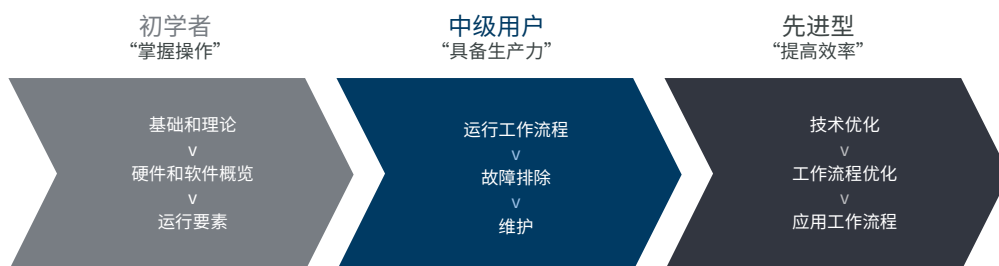 初学者
“掌握操作”
基础和理论
v
硬件和软件概览
v
运行要素
中级用户
“具备生产力”
运行工作流程
v
故障排除
v
维护
先进型
“提高效率”
技术优化
v
工作流程优化
v
应用工作流程